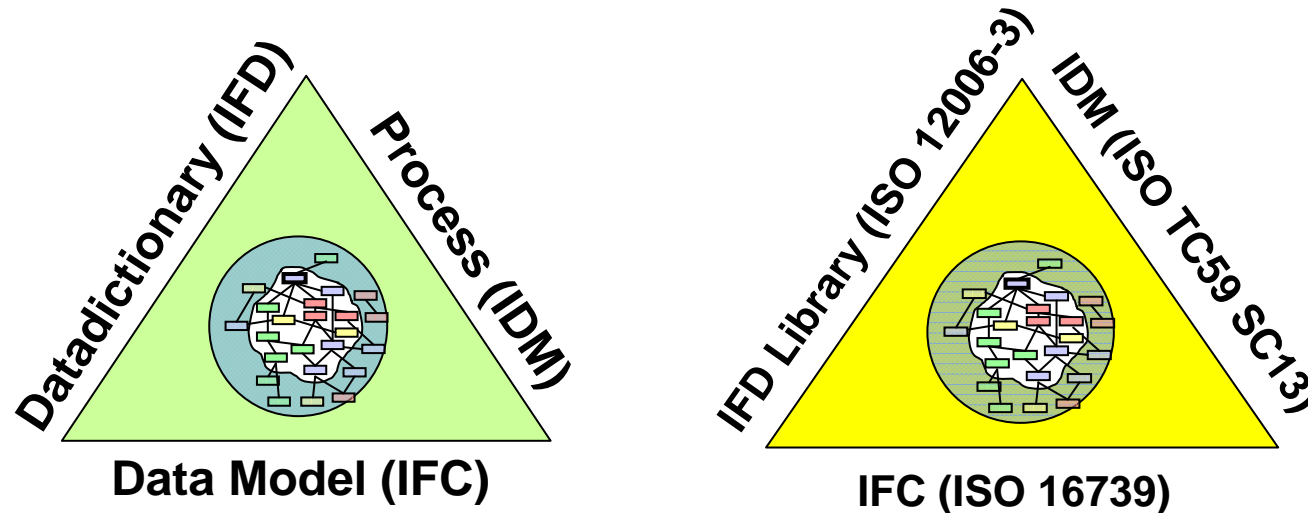 Datadictionary (IFD)
Process (IDM)
Data Model (IFC)
IFD Library (ISO 12006-3)
IDM (ISO TC59 SC13)
IFC (ISO 16739)